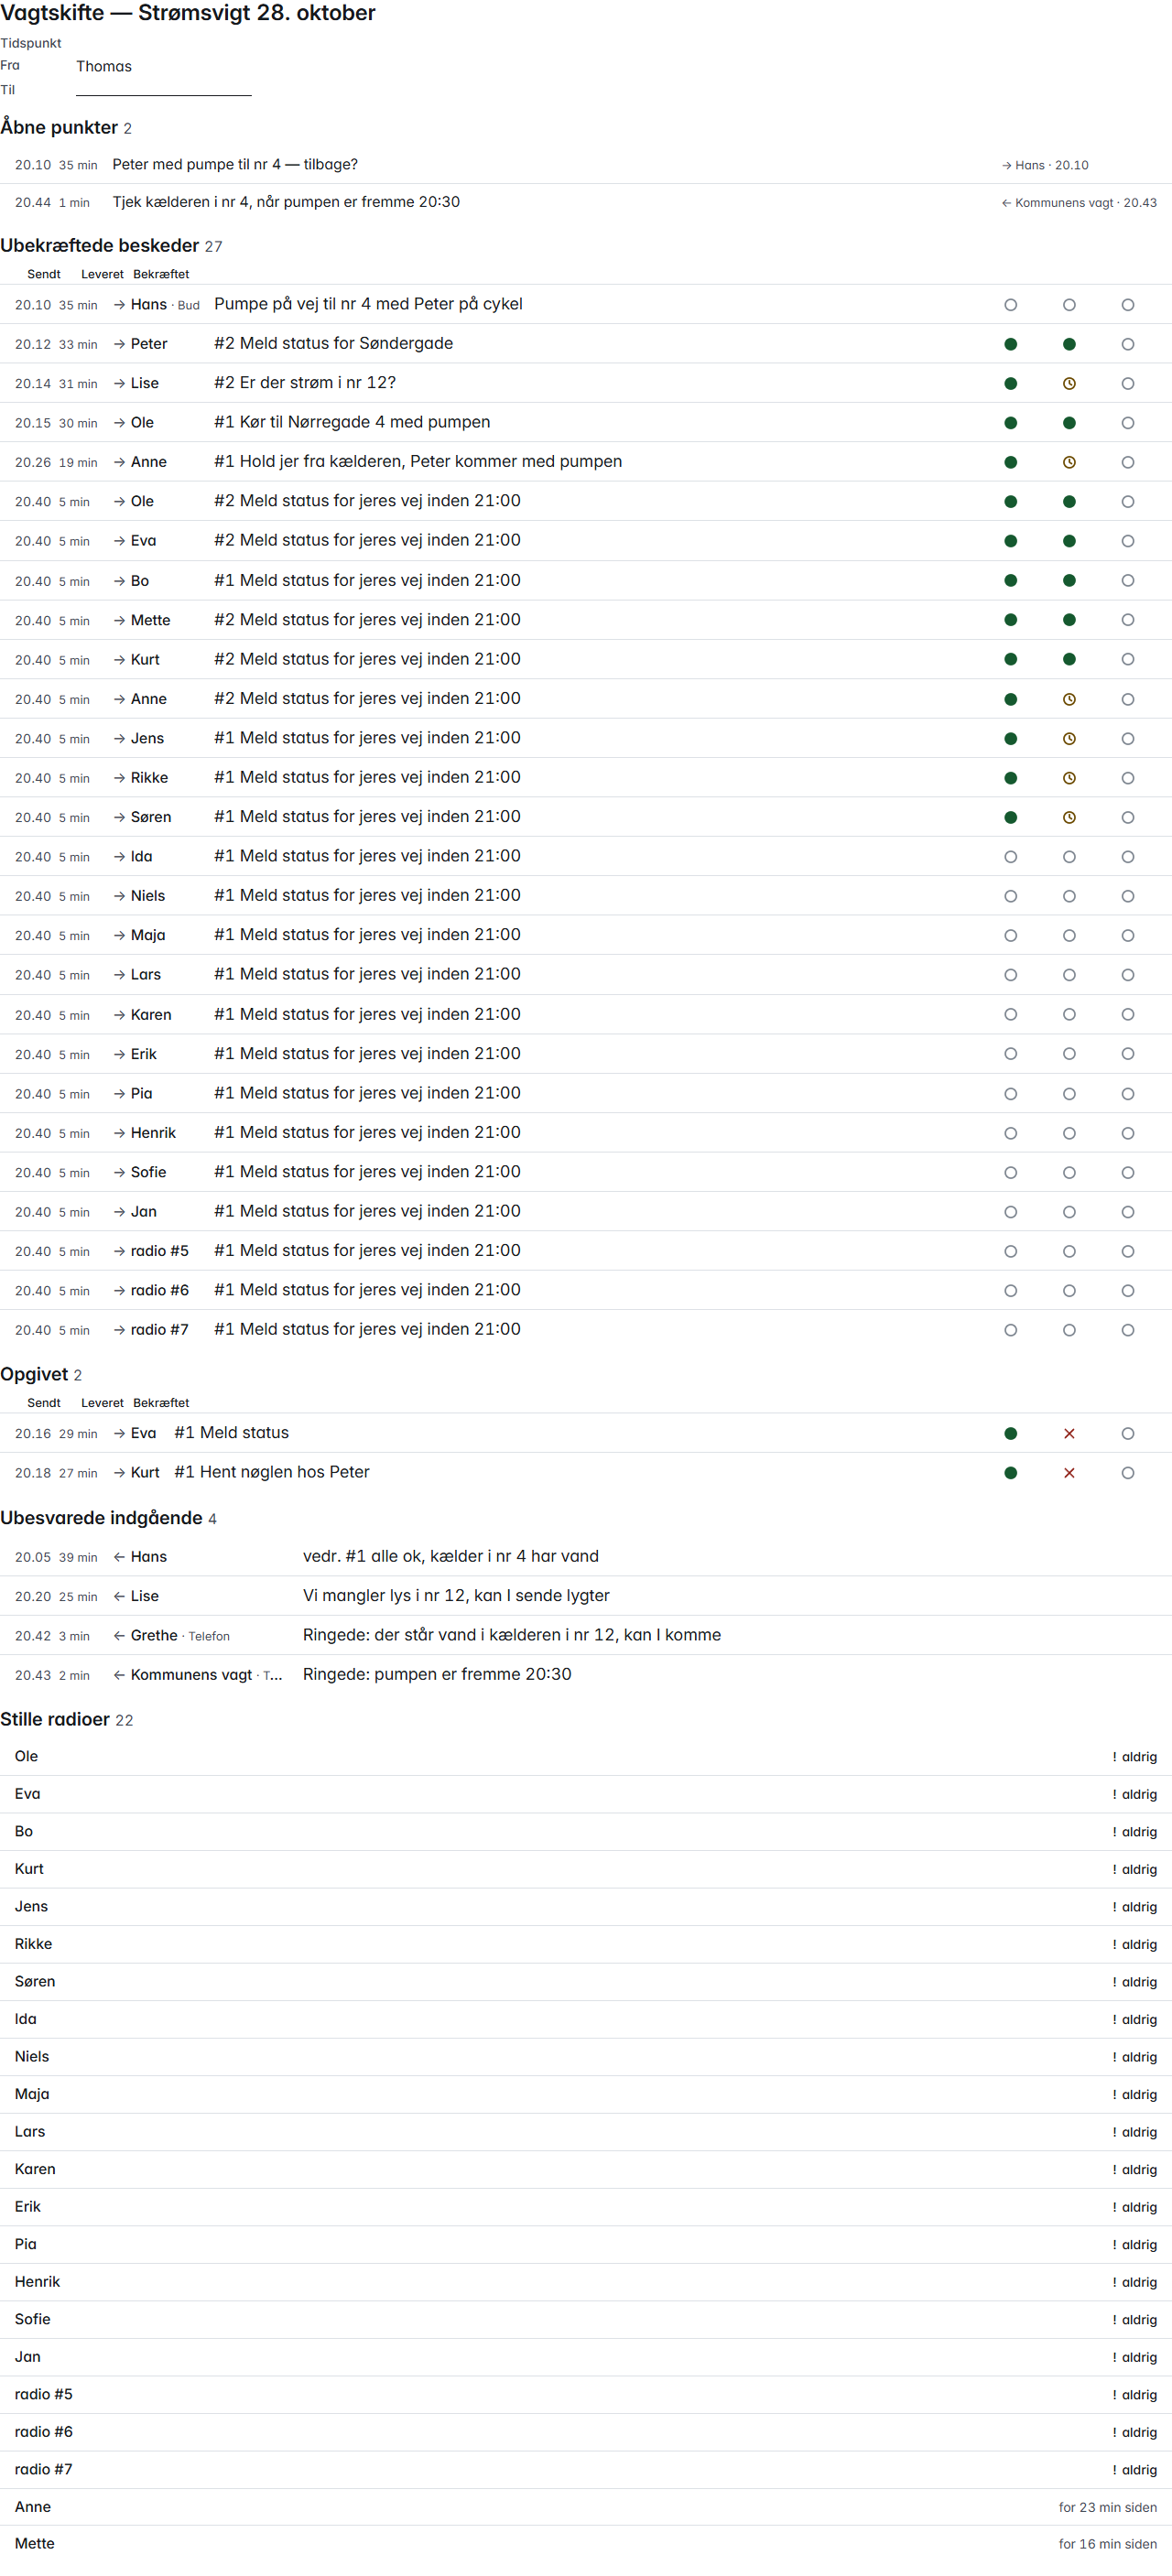 Vagtskifte — Strømsvigt 28. oktober
Tidspunkt
Fra Thomas
Til
Åbne punkter 2
20.10 35 min Peter med pumpe til nr 4 — tilbage? → Hans · 20.10
20.44 1 min Tjek kælderen i nr 4, når pumpen er fremme 20:30 ← Kommunens vagt · 20.43
Ubekræftede beskeder 27
Sendt Leveret Bekræftet
20.10 35 min → Hans · Bud Pumpe på vej til nr 4 med Peter på cykel
20.12 33 min → Peter #2 Meld status for Søndergade
20.14 31 min → Lise #2 Er der strøm i nr 12?
20.15 30 min → Ole #1 Kør til Nørregade 4 med pumpen
20.26 19 min → Anne #1 Hold jer fra kælderen, Peter kommer med pumpen
20.40 5 min → Ole #2 Meld status for jeres vej inden 21:00
20.40 5 min → Eva #2 Meld status for jeres vej inden 21:00
20.40 5 min → Bo #1 Meld status for jeres vej inden 21:00
20.40 5 min → Mette #2 Meld status for jeres vej inden 21:00
20.40 5 min → Kurt #2 Meld status for jeres vej inden 21:00
20.40 5 min → Anne #2 Meld status for jeres vej inden 21:00
20.40 5 min → Jens #1 Meld status for jeres vej inden 21:00
20.40 5 min → Rikke #1 Meld status for jeres vej inden 21:00
20.40 5 min → Søren #1 Meld status for jeres vej inden 21:00
20.40 5 min → Ida #1 Meld status for jeres vej inden 21:00
20.40 5 min → Niels #1 Meld status for jeres vej inden 21:00
20.40 5 min → Maja #1 Meld status for jeres vej inden 21:00
20.40 5 min → Lars #1 Meld status for jeres vej inden 21:00
20.40 5 min → Karen #1 Meld status for jeres vej inden 21:00
20.40 5 min → Erik #1 Meld status for jeres vej inden 21:00
20.40 5 min → Pia #1 Meld status for jeres vej inden 21:00
20.40 5 min → Henrik #1 Meld status for jeres vej inden 21:00
20.40 5 min → Sofie #1 Meld status for jeres vej inden 21:00
20.40 5 min → Jan #1 Meld status for jeres vej inden 21:00
20.40 5 min → radio #5 #1 Meld status for jeres vej inden 21:00
20.40 5 min → radio #6 #1 Meld status for jeres vej inden 21:00
20.40 5 min → radio #7 #1 Meld status for jeres vej inden 21:00
Opgivet 2
Sendt Leveret Bekræftet
20.16 29 min → Eva #1 Meld status
20.18 27 min → Kurt #1 Hent nøglen hos Peter
Ubesvarede indgående 4
20.05 39 min ← Hans vedr. #1 alle ok, kælder i nr 4 har vand
20.20 25 min ← Lise Vi mangler lys i nr 12, kan I sende lygter
20.42 3 min ← Grethe · Telefon Ringede: der står vand i kælderen i nr 12, kan I komme
20.43 2 min ← Kommunens vagt · T... Ringede: pumpen er fremme 20:30
Stille radioer 22
Ole ! aldrig
Eva ! aldrig
Bo ! aldrig
Kurt ! aldrig
Jens ! aldrig
Rikke ! aldrig
Søren ! aldrig
Ida ! aldrig
Niels ! aldrig
Maja ! aldrig
Lars ! aldrig
Karen ! aldrig
Erik ! aldrig
Pia ! aldrig
Henrik ! aldrig
Sofie ! aldrig
Jan ! aldrig
radio #5 ! aldrig
radio #6 ! aldrig
radio #7 ! aldrig
Anne for 23 min siden
Mette for 16 min siden